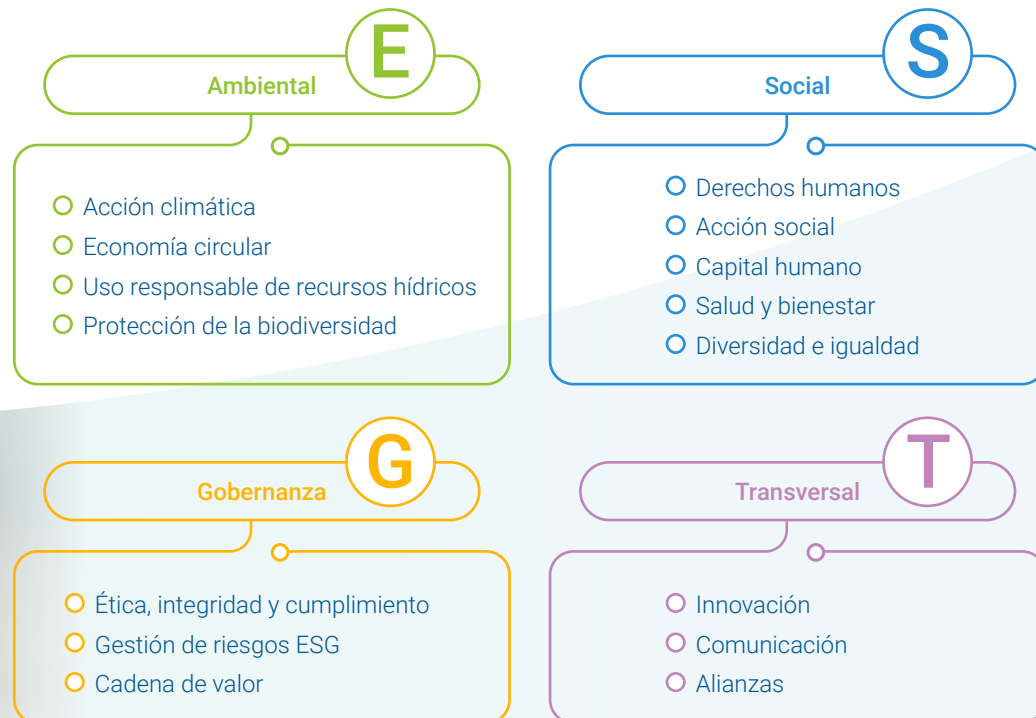 E
Ambiental
Acción climática
Economía circular
Uso responsable de recursos hídricos
Protección de la biodiversidad
S
Social
Derechos humanos
Acción social
Capital humano
Salud y bienestar
Diversidad e igualdad
G
Gobernanza
Ética, integridad y cumplimiento
Gestión de riesgos ESG
Cadena de valor
T
Transversal
Innovación
Comunicación
Alianzas